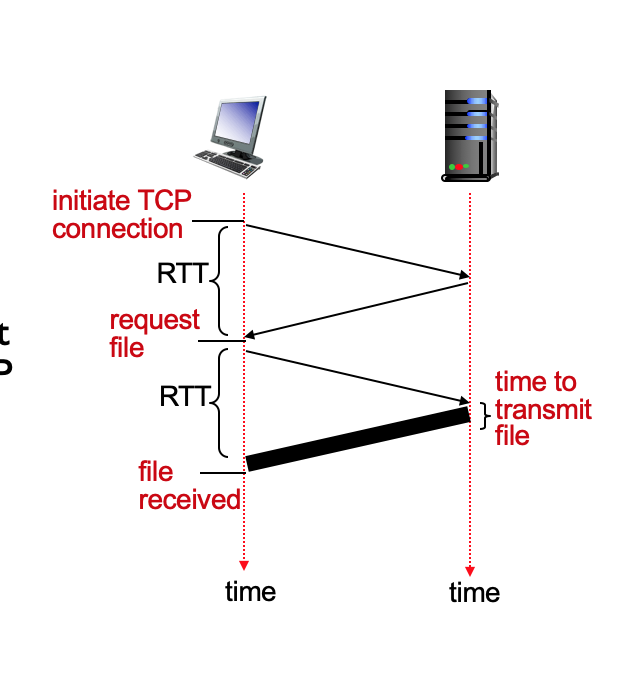 initiate TCP
connection
RTT
request
file
t
P
RTT
time to
transmit
file
file
received
time
time